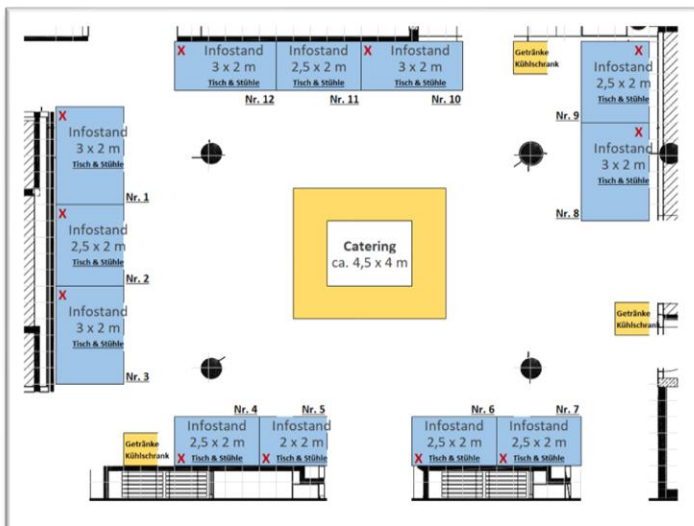 X Infostand
3 x 2 m
Tisch & Stühle
Nr. 12
Infostand
2,5 x 2 m
Tisch & Stühle
Nr. 11
X Infostand
3 x 2 m
Tisch & Stühle
Nr. 10
Getränke
Kühlschrank
X
Infostand
2,5 x 2 m
Tisch & Stühle
Nr. 9
X
Infostand
3 x 2 m
Tisch & Stühle
Nr. 8
X
Infostand
3 x 2 m
Tisch & Stühle
Nr. 1
X
Infostand
2,5 x 2 m
Tisch & Stühle
Nr. 2
X
Infostand
3 x 2 m
Tisch & Stühle
Nr. 3
Catering
ca. 4,5 x 4 m
Getränke
Kühlschrank
Getränke
Kühlschrank
Nr. 4
Infostand
2,5 x 2 m
X Tisch & Stühle
Nr. 5
Infostand
2 x 2 m
X Tisch & Stühle
Nr. 6
Infostand
2,5 x 2 m
X Tisch & Stühle
Nr. 7
Infostand
2,5 x 2 m
X Tisch & Stühle